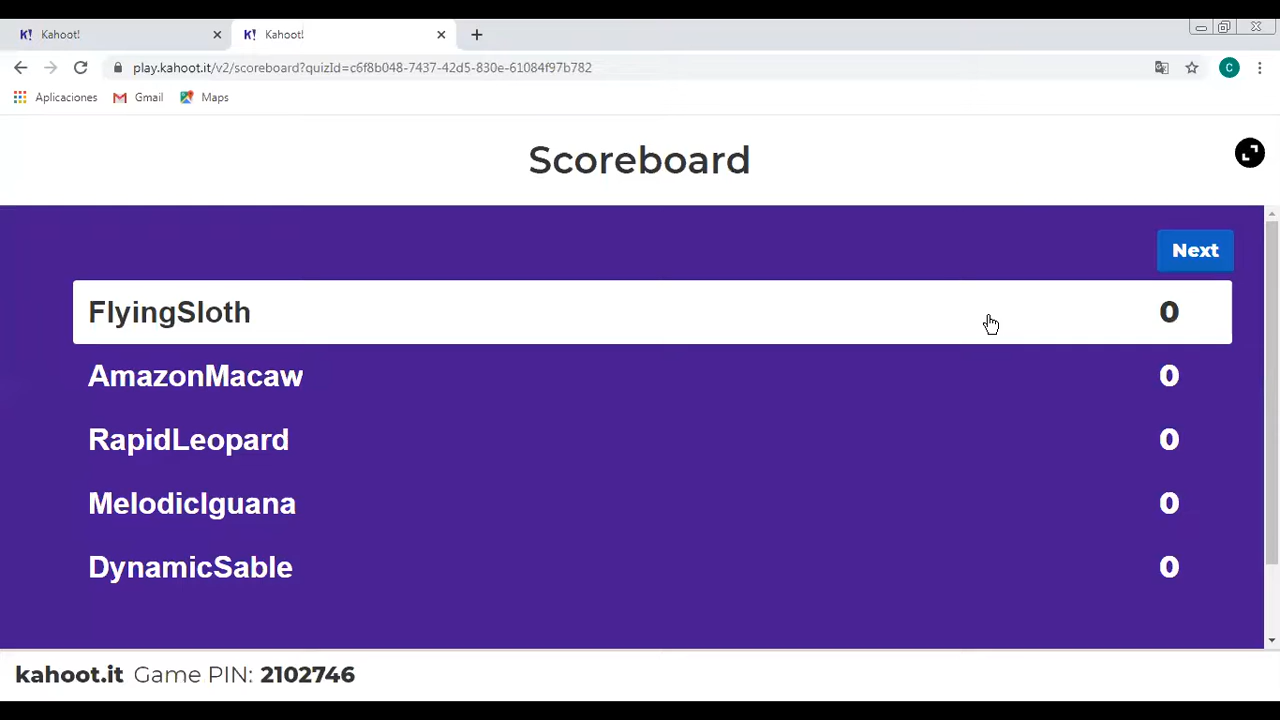 K! Kahoot!
K! Kahoot!
play.kahoot.it/v2/scoreboard?quizId=c6f8b048-7437-42d5-830e-61084f97b782
C
Aplicaciones
Gmail
Maps
Scoreboard
Next
FlyingSloth 0
AmazonMacaw 0
RapidLeopard 0
MelodicIguana 0
DynamicSable 0
kahoot.it Game PIN: 2102746